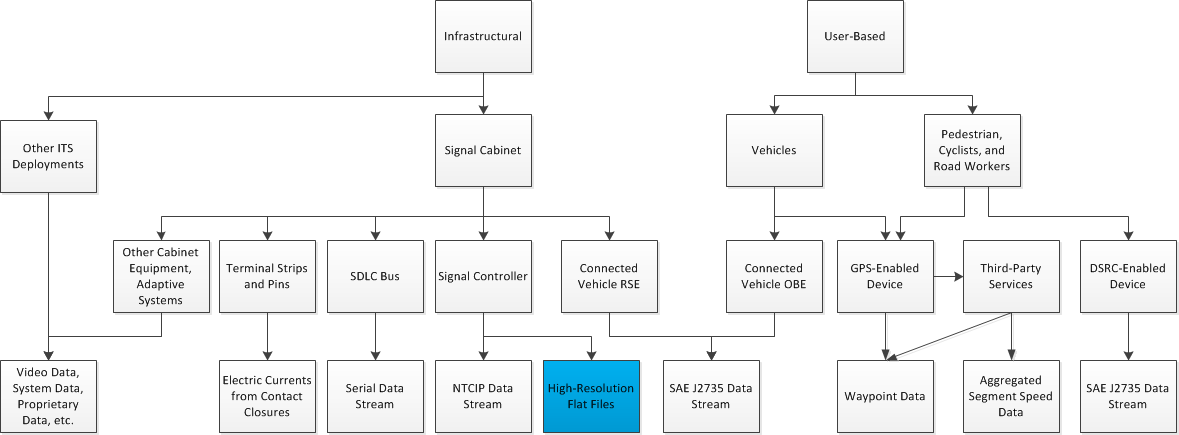 Infrastructural
User-Based
Other ITS
Deployments
Signal Cabinet
Vehicles
Pedestrian,
Cyclists, and
Road Workers
Other Cabinet
Equipment,
Adaptive
Systems
Terminal Strips
and Pins
SDLC Bus
Signal Controller
Connected
Vehicle RSE
Connected
Vehicle OBE
GPS-Enabled
Device
Third-Party
Services
DSRC-Enabled
Device
Video Data,
System Data,
Proprietary
Data, etc.
Electric Currents
from Contact
Closures
Serial Data
Stream
NTCIP Data
Stream
High-Resolution
Flat Files
SAE J2735 Data
Stream
Waypoint Data
Aggregated
Segment Speed
Data
SAE J2735 Data
Stream